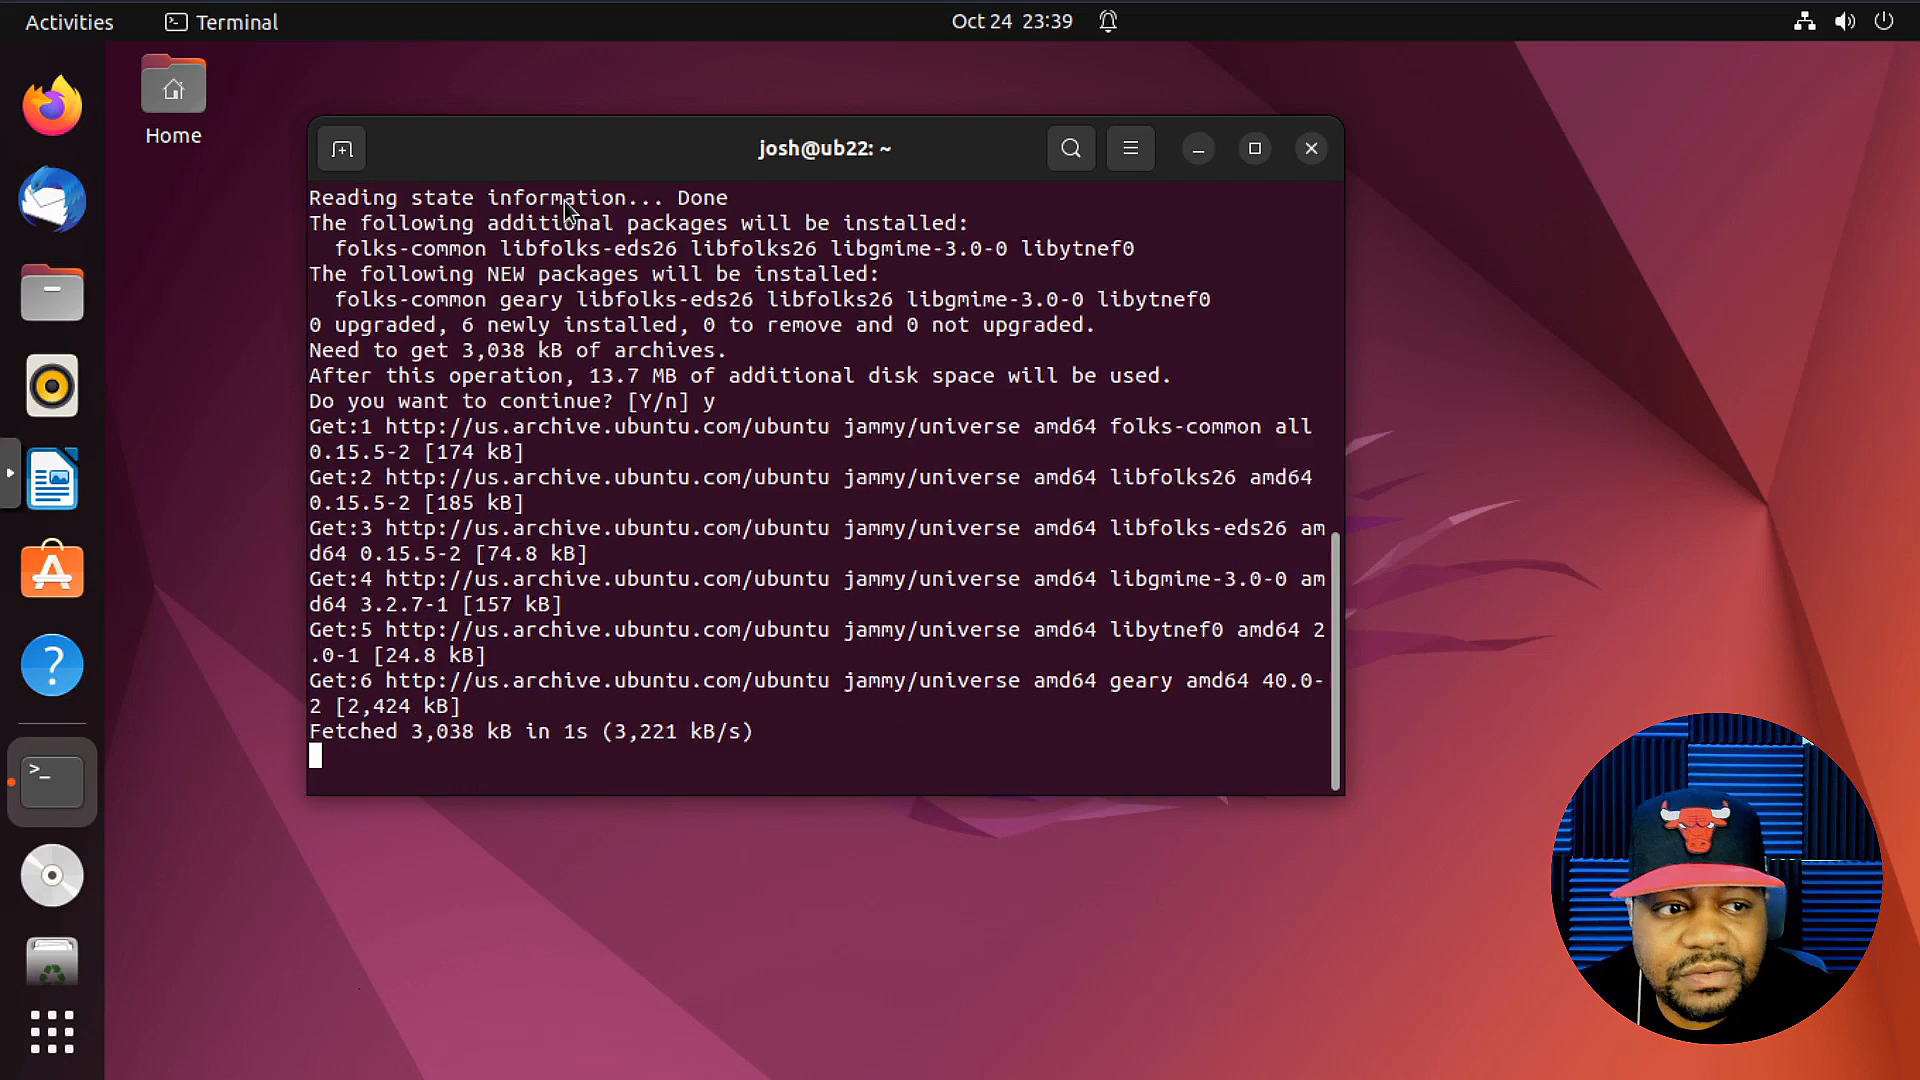 Activities
Terminal
Oct 24 23:39
Home
josh@ub22: ~
Reading state information... Done
The following additional packages will be installed:
folks-common libfolks-eds26 libfolks26 libgmime-3.0-0 libytnef0
The following NEW packages will be installed:
folks-common geary libfolks-eds26 libfolks26 libgmime-3.0-0 libytnef0
0 upgraded, 6 newly installed, 0 to remove and 0 not upgraded.
Need to get 3,038 kB of archives.
After this operation, 13.7 MB of additional disk space will be used.
Do you want to continue? [Y/n] y
Get:1 http://us.archive.ubuntu.com/ubuntu jammy/universe amd64 folks-common all
0.15.5-2 [174 kB]
Get:2 http://us.archive.ubuntu.com/ubuntu jammy/universe amd64 libfolks26 amd64
0.15.5-2 [185 kB]
Get:3 http://us.archive.ubuntu.com/ubuntu jammy/universe amd64 libfolks-eds26 am
d64 0.15.5-2 [74.8 kB]
Get:4 http://us.archive.ubuntu.com/ubuntu jammy/universe amd64 libgmime-3.0-0 am
d64 3.2.7-1 [157 kB]
Get:5 http://us.archive.ubuntu.com/ubuntu jammy/universe amd64 libytnef0 amd64 2
.0-1 [24.8 kB]
Get:6 http://us.archive.ubuntu.com/ubuntu jammy/universe amd64 geary amd64 40.0-
2 [2,424 kB]
Fetched 3,038 kB in 1s (3,221 kB/s)